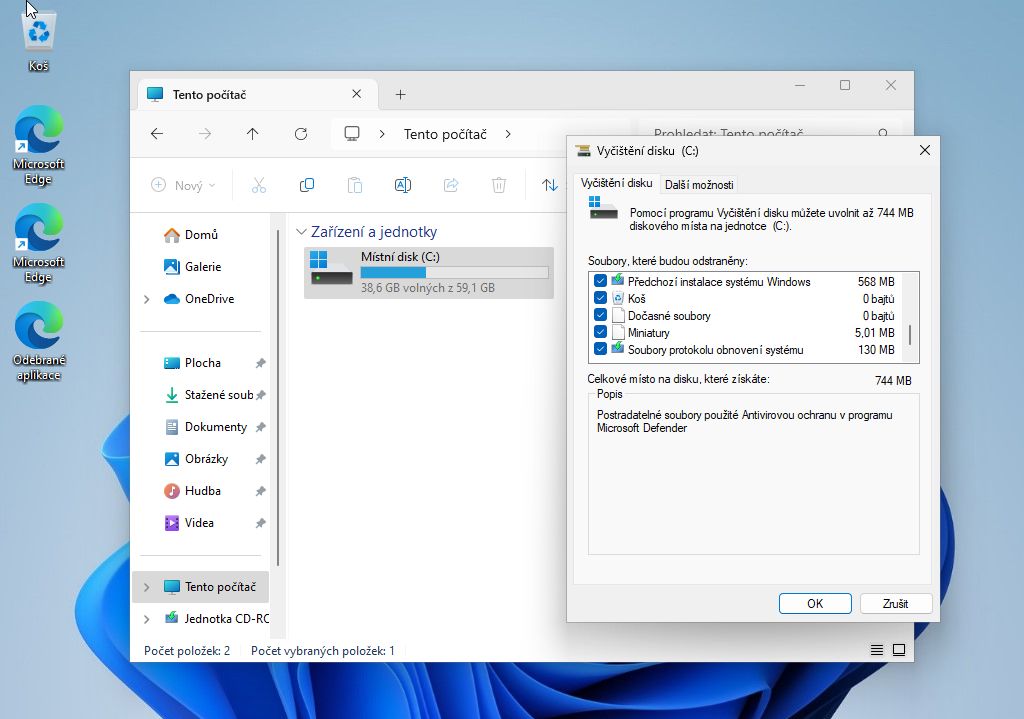 Koš
Microsoft
Edge
Microsoft
Edge
Odebrané
aplikace
Tento počítač
Tento počítač
Prohledat: Tento počítač
Nový
Domů
Galerie
OneDrive
Plocha
Stažené soub
Dokumenty
Obrázky
Hudba
Videa
Tento počítač
Jednotka CD-RO
Zařízení a jednotky
Místní disk (C:)
38,6 GB volných z 59,1 GB
Počet položek: 2
Počet vybraných položek: 1
Vyčištění disku (C:)
Vyčištění disku
Další možnosti
Pomocí programu Vyčištění disku můžete uvolnit až 744 MB
diskového místa na jednotce (C:).
Soubory, které budou odstraněny:
Předchozí instalace systému Windows 568 MB
Koš 0 bajtů
Dočasné soubory 0 bajtů
Miniatury 5,01 MB
Soubory protokolu obnovení systému 130 MB
Celkové místo na disku, které získáte: 744 MB
Popis
Postradatelné soubory použité Antivirovou ochranu v programu
Microsoft Defender
OK
Zrušit